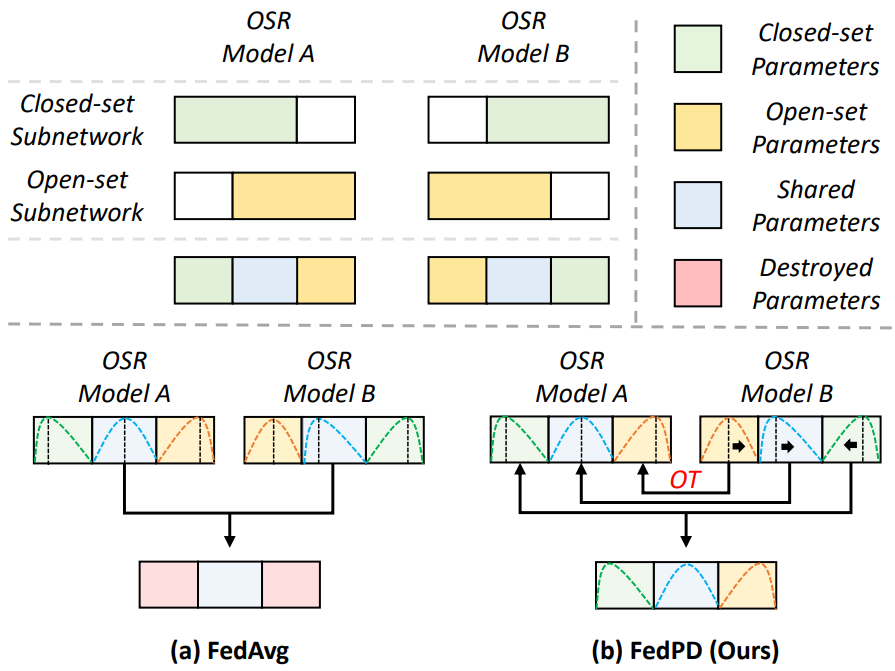 OSR
Model A
OSR
Model B
Closed-set
Subnetwork
Open-set
Subnetwork
Closed-set
Parameters
Open-set
Parameters
Shared
Parameters
Destroyed
Parameters
OSR
Model A
OSR
Model B
(a) FedAvg
OSR
Model A
OSR
Model B
OT
(b) FedPD (Ours)